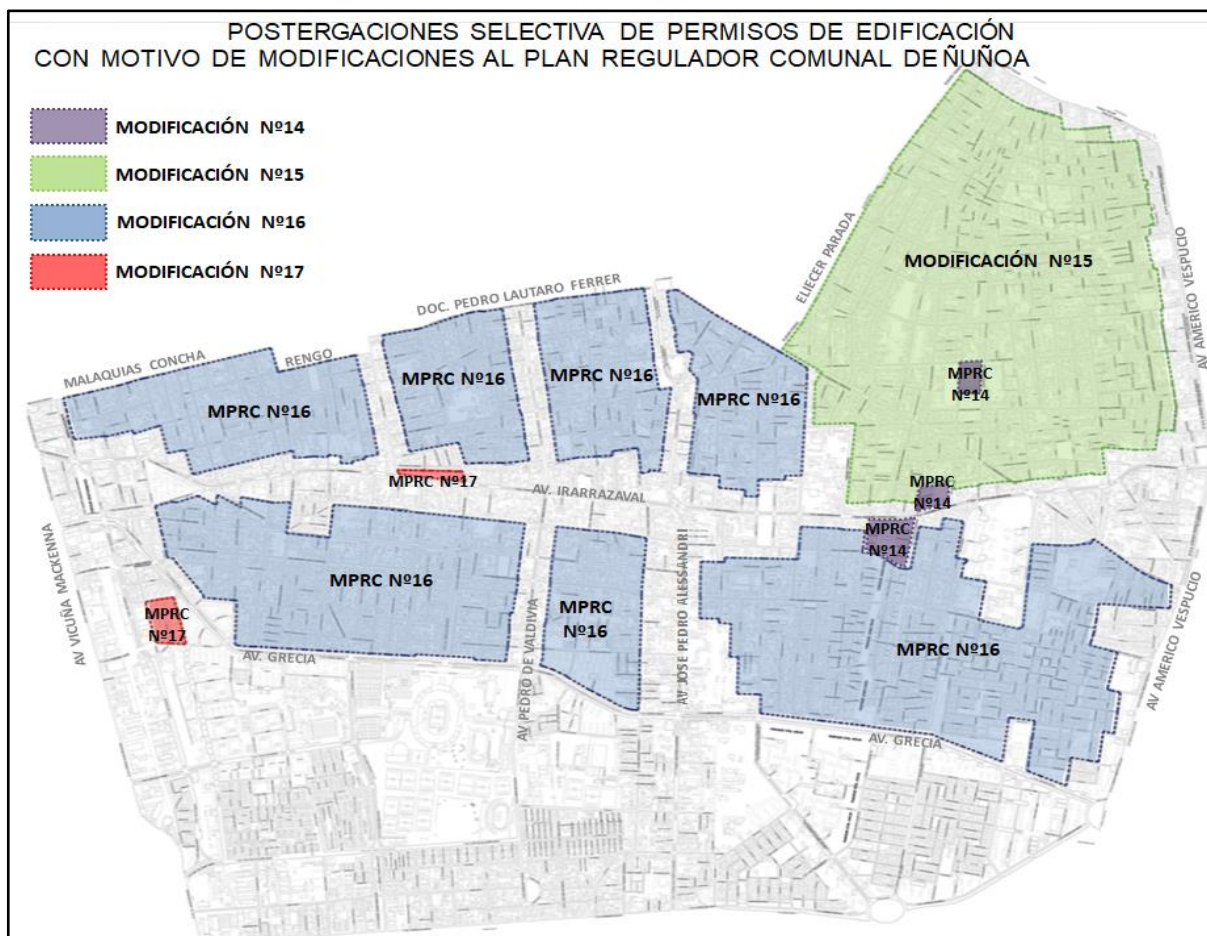 POSTERGACIONES SELECTIVA DE PERMISOS DE EDIFICACIÓN
CON MOTIVO DE MODIFICACIONES AL PLAN REGULADOR COMUNAL DE ÑUÑOA
MODIFICACIÓN Nº14
MODIFICACIÓN Nº15
MODIFICACIÓN Nº16
MODIFICACIÓN Nº17
ELIECER PARADA
MODIFICACIÓN Nº15
AV AMERICO VESPUCIO
DOC. PEDRO LAUTARO FERRER
MALAQUIAS CONCHA
RENGO
MPRC Nº16
MPRC Nº16
MPRC Nº16
MPRC Nº16
MPRC
Nº14
MPRC Nº17
AV. IRARRAZAVAL
MPRC
Nº14
MPRC
Nº14
AV VICUÑA MACKENNA
MPRC Nº16
MPRC
Nº16
MPRC
Nº17
AV. GRECIA
AV PEDRO DE VALDIVIA
AV JOSE PEDRO ALESSANDRI
MPRC Nº16
AV AMERICO VESPUCIO
AV. GRECIA